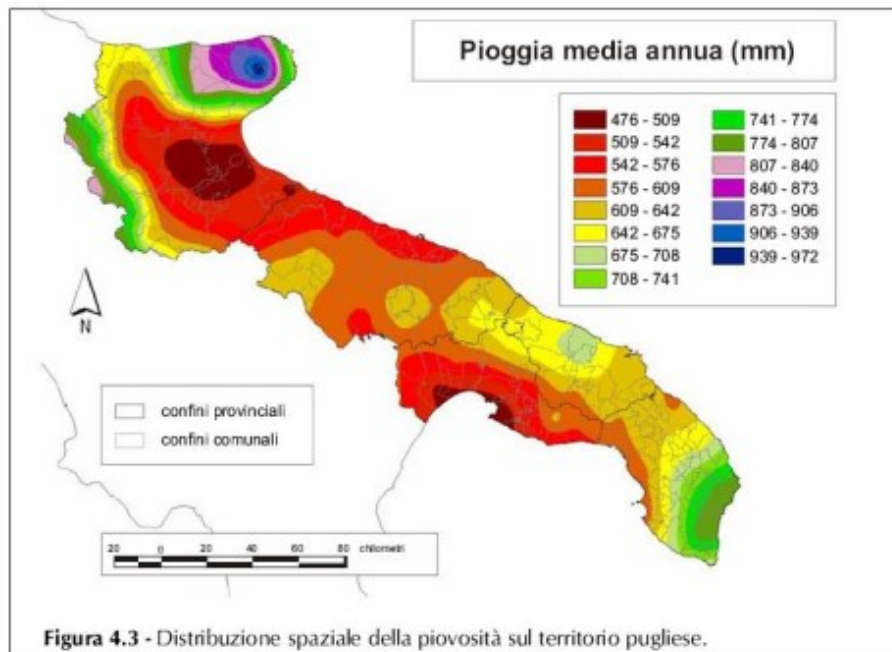 Pioggia media annua (mm)
476 - 509
509 - 542
542 - 576
576 - 609
609 - 642
642 - 675
675 - 708
708 - 741
741 - 774
774 - 807
807 - 840
840 - 873
873 - 906
906 - 939
939 - 972
N
confini provinciali
confini comunali
20 0 20 40 60 80 chilometri
Figura 4.3 - Distribuzione spaziale della piovosità sul territorio pugliese.